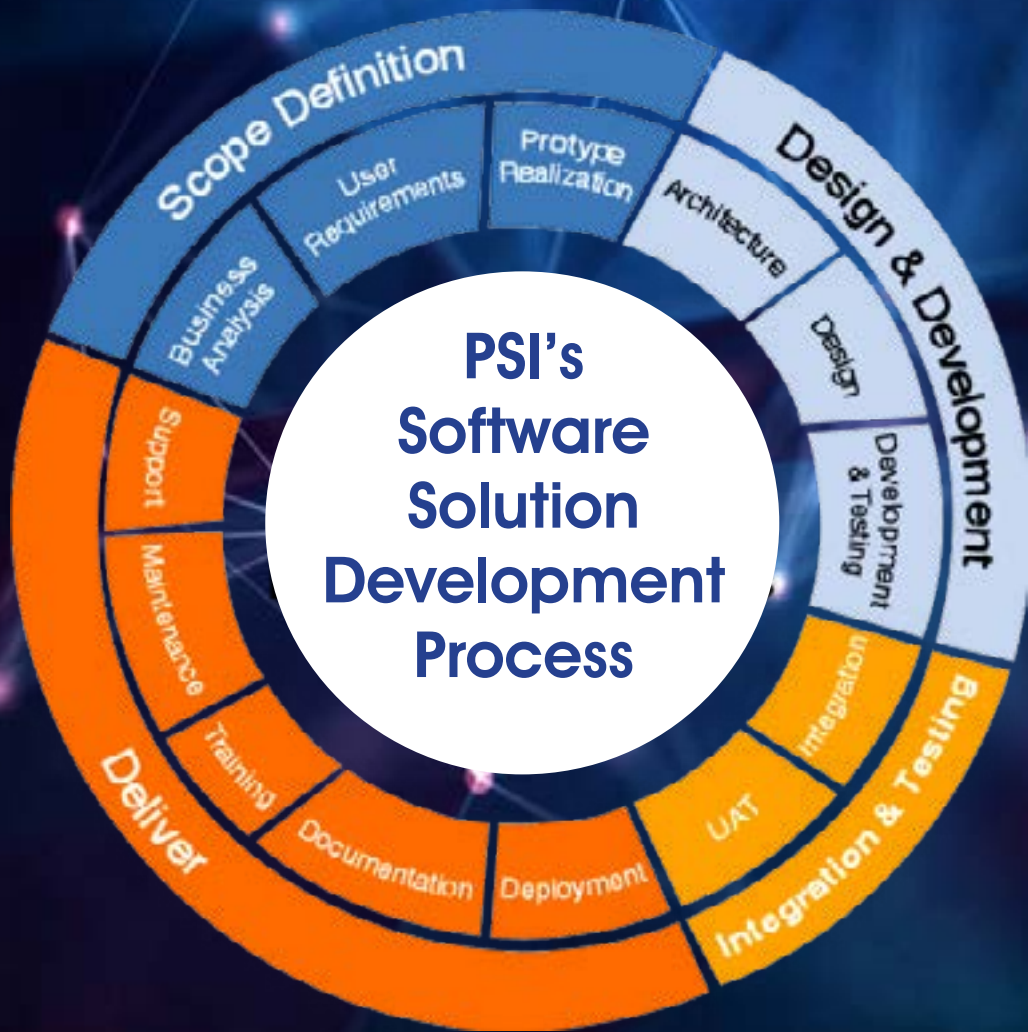 PSI's
Software
Solution
Development
Process
Scope Definition
Business
Analysis
User
Requirements
Protype
Realization
Design & Development
Architecture
Design
Development
& Testing
Integration & Testing
Integration
UAT
Deliver
Deployment
Documentation
Training
Maintenance
Support